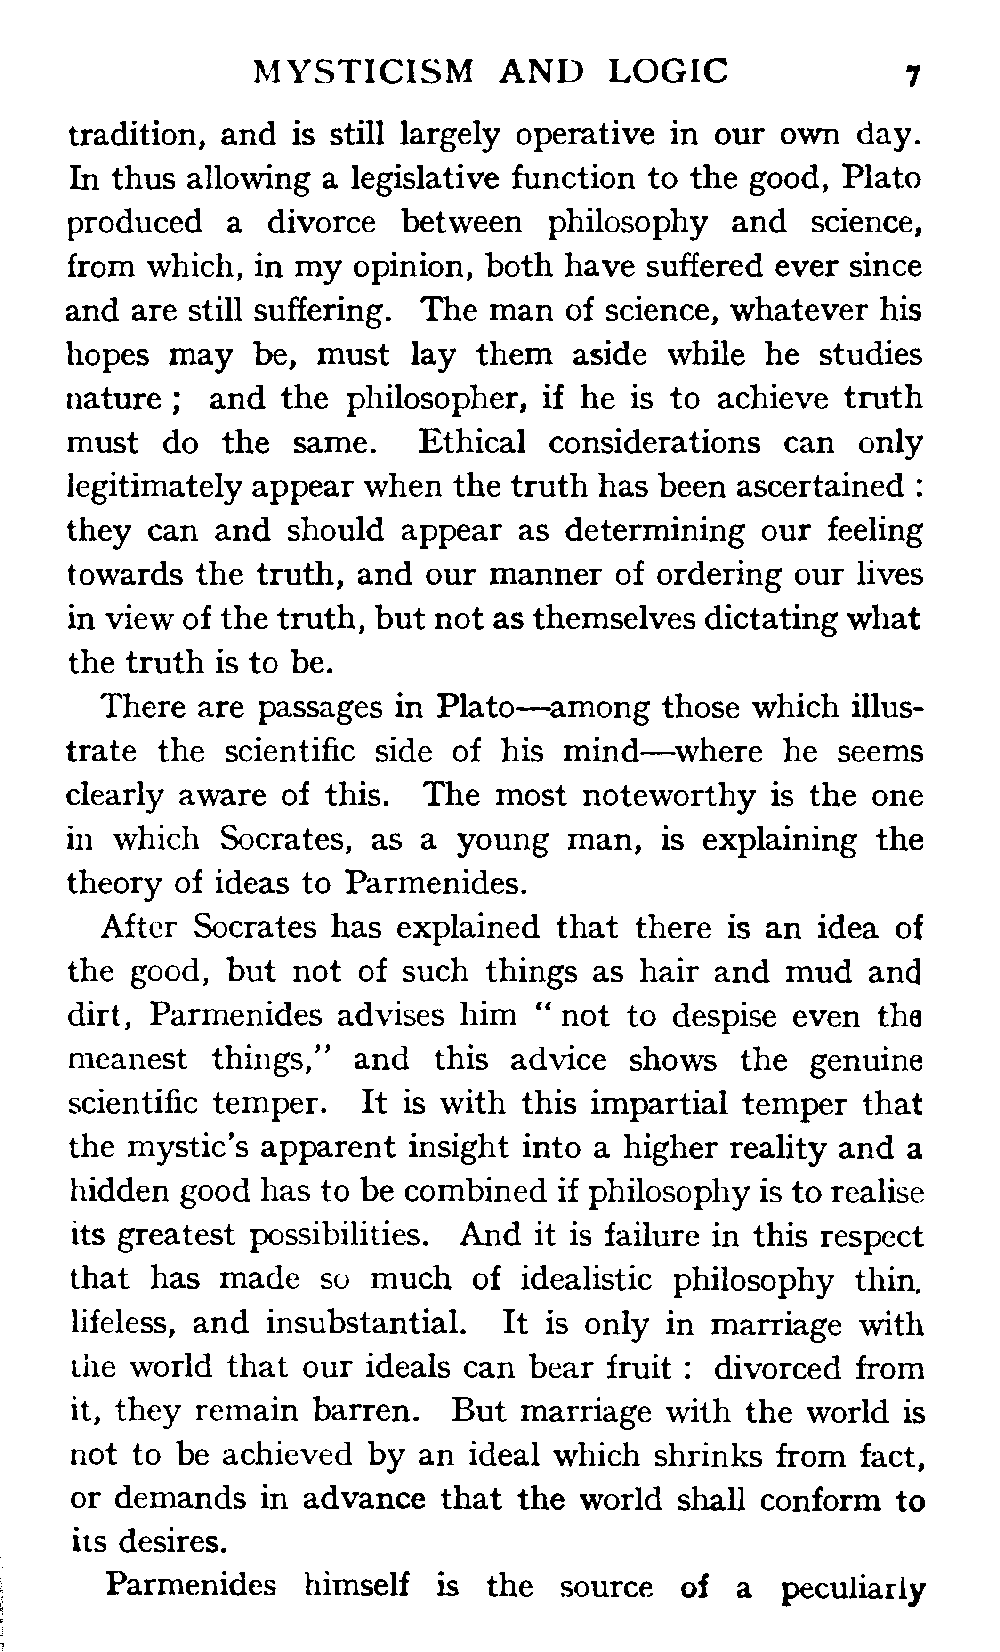 MYSTICISM AND LOGIC 7
tradition, and is still largely operative in our own day.
In thus allowing a legislative function to the good, Plato
produced a divorce between philosophy and science,
from which, in my opinion, both have suffered ever since
and are still suffering. The man of science, whatever his
hopes may be, must lay them aside while he studies
nature ; and the philosopher, if he is to achieve truth
must do the same. Ethical considerations can only
legitimately appear when the truth has been ascertained :
they can and should appear as determining our feeling
towards the truth, and our manner of ordering our lives
in view of the truth, but not as themselves dictating what
the truth is to be.
There are passages in Plato—among those which illus-
trate the scientific side of his mind—where he seems
clearly aware of this. The most noteworthy is the one
in which Socrates, as a young man, is explaining the
theory of ideas to Parmenides.
After Socrates has explained that there is an idea of
the good, but not of such things as hair and mud and
dirt, Parmenides advises him “ not to despise even the
meanest things,” and this advice shows the genuine
scientific temper. It is with this impartial temper that
the mystic’s apparent insight into a higher reality and a
hidden good has to be combined if philosophy is to realise
its greatest possibilities. And it is failure in this respect
that has made so much of idealistic philosophy thin,
lifeless, and insubstantial. It is only in marriage with
the world that our ideals can bear fruit : divorced from
it, they remain barren. But marriage with the world is
not to be achieved by an ideal which shrinks from fact,
or demands in advance that the world shall conform to
its desires.
Parmenides himself is the source of a peculiarly